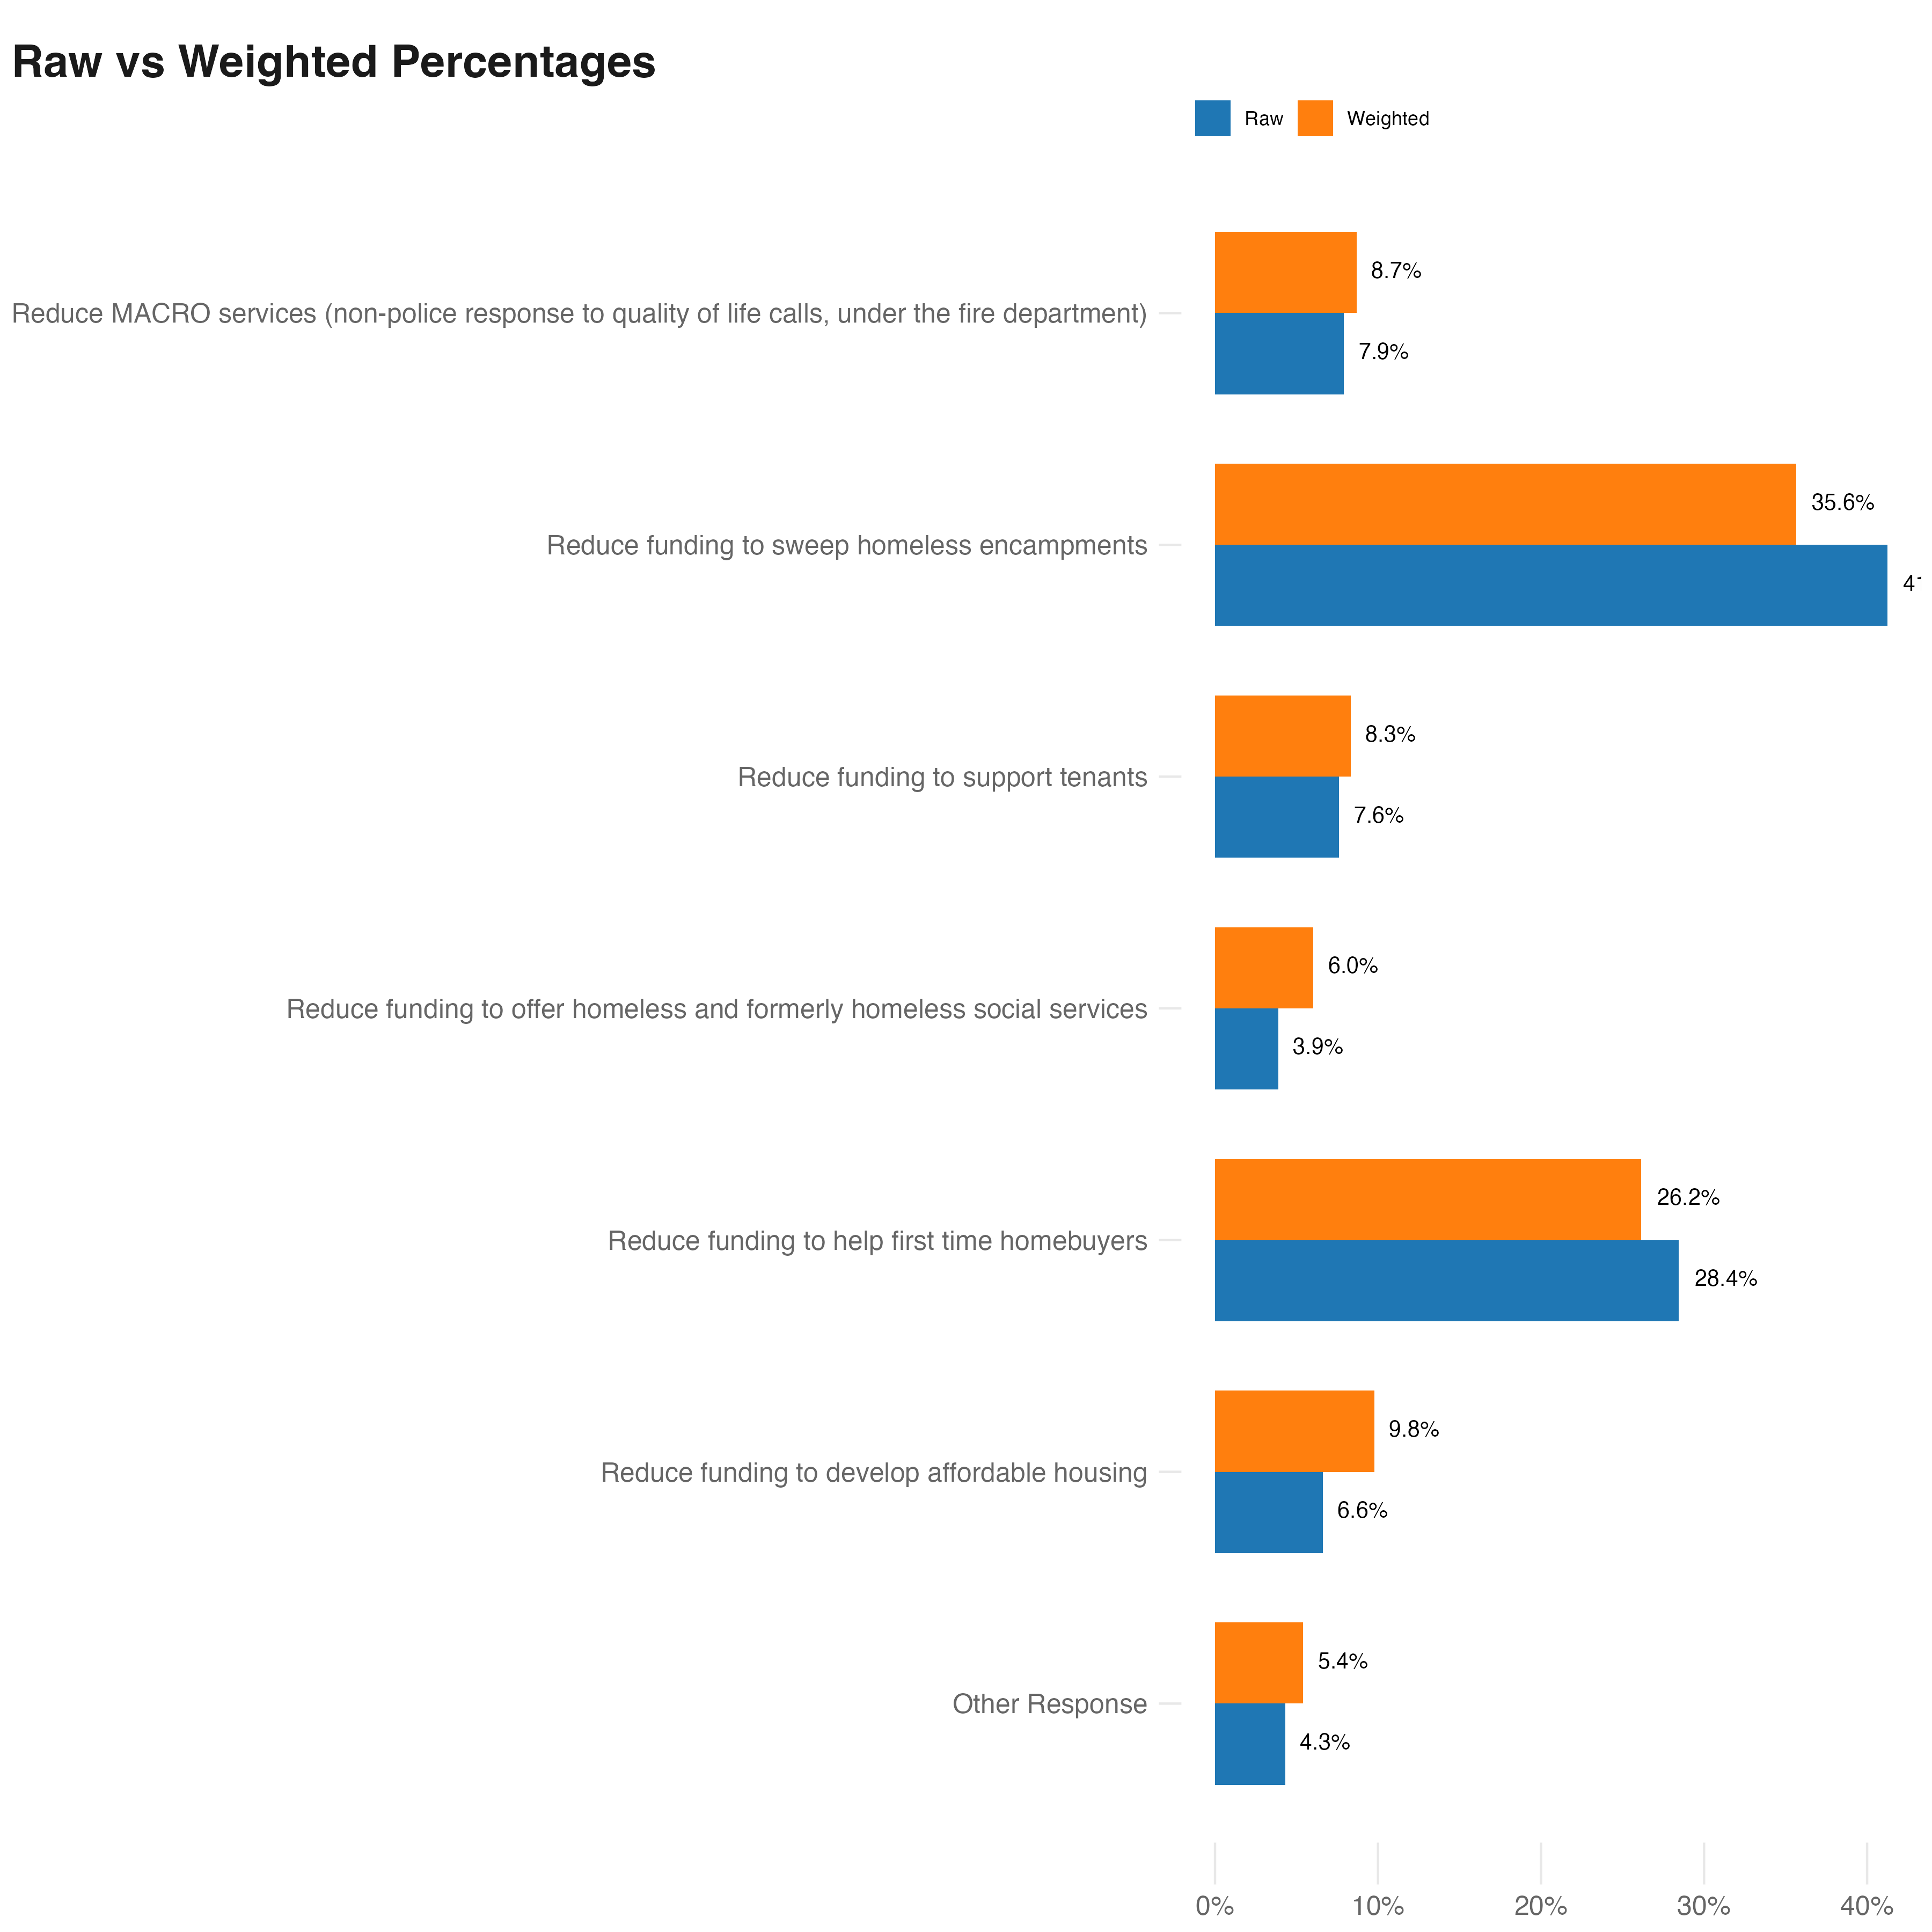 Raw vs Weighted Percentages
Raw Weighted
Reduce MACRO services (non-police response to quality of life calls, under the fire department)
8.7%
7.9%
Reduce funding to sweep homeless encampments
35.6%
Reduce funding to support tenants
8.3%
7.6%
Reduce funding to offer homeless and formerly homeless social services
6.0%
3.9%
Reduce funding to help first time homebuyers
26.2%
28.4%
Reduce funding to develop affordable housing
9.8%
6.6%
Other Response
5.4%
4.3%
0% 10% 20% 30% 40%